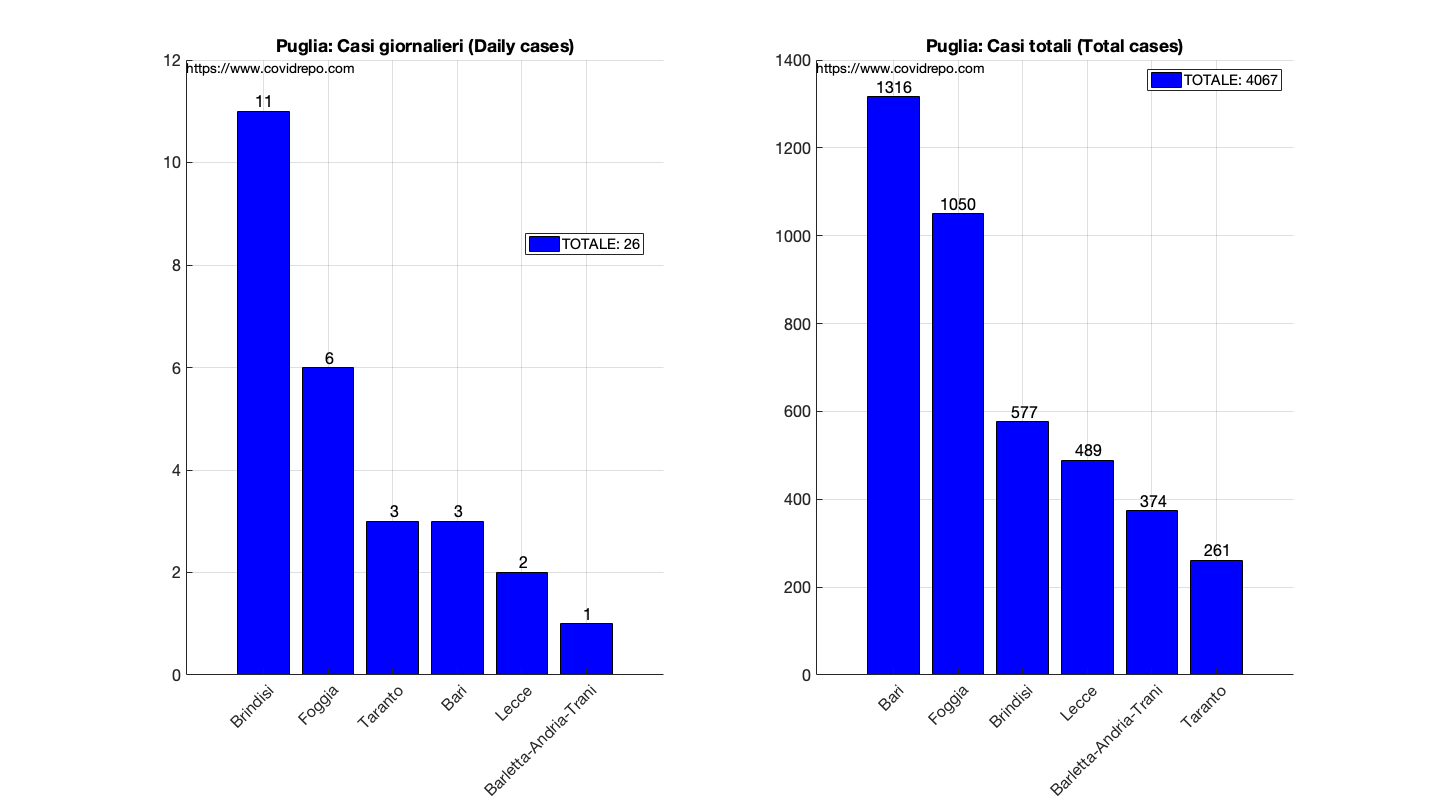 Puglia: Casi giornalieri (Daily cases)
https://www.covidrepo.com
12
10
8
6
4
2
0
11
6
3
3
2
1
TOTALE: 26
Brindisi
Foggia
Taranto
Bari
Lecce
Barletta-Andria-Trani
Puglia: Casi totali (Total cases)
https://www.covidrepo.com
TOTALE: 4067
1400
1200
1000
800
600
400
200
0
1316
1050
577
489
374
261
Bari
Foggia
Brindisi
Lecce
Barletta-Andria-Trani
Taranto